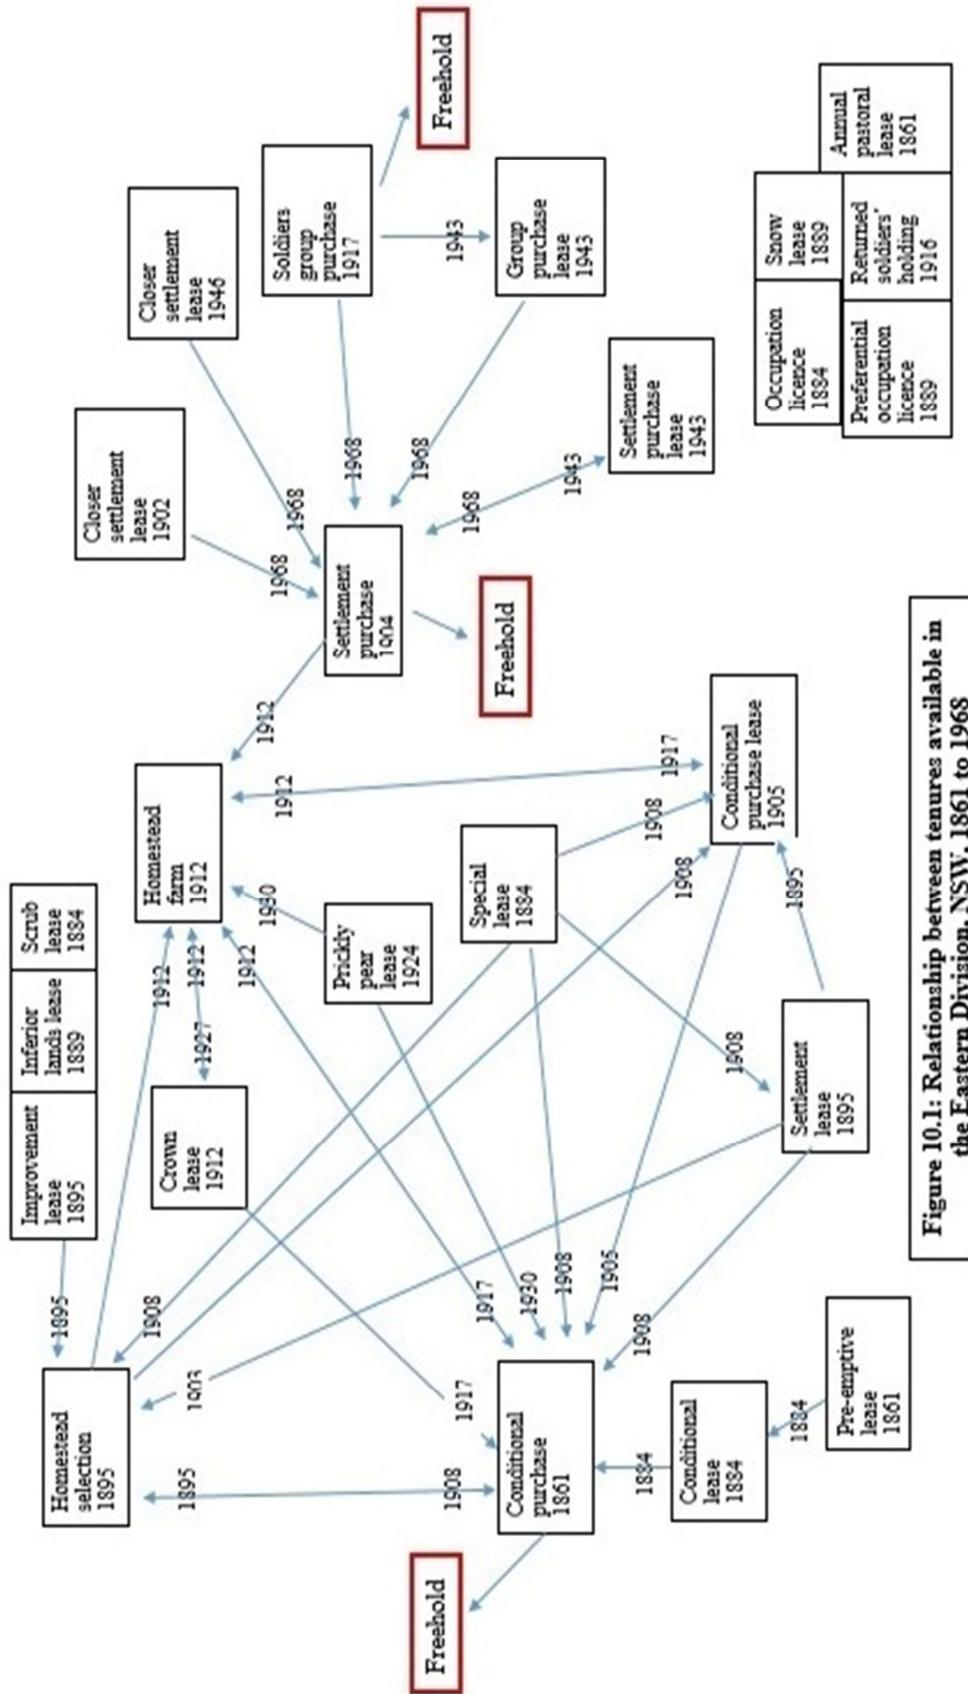 Improvement
lease
1895
Inferior
lands lease
1889
Scrub
lease
1884
Homestead
selection
1895
1895
Closer
settlement
lease
1902
Closer
settlement
lease 1946
Homestead
farm
1912
Crown
lease
1912
1908
1912
1912
1927
1912
1895
1903
1930
1912
1912
1968
1968
Soldiers
group
purchase
1917
Prickly
pear
lease
1924
Settlement
purchase
1904
1968
1968
1943
Freehold
Freehold
1908
1917
Conditional
purchase
1861
1917
1930
1908
1905
Special
lease
1884
Freehold
1968
1943
Group
purchase
lease
1943
Settlement
purchase
lease
1943
1884
1908
1908
1908
1917
Conditional
lease
1884
1908
Conditional
purchase lease
1905
1884
1895
Pre-emptive
lease
1861
Settlement
lease
1895
Occupation
licence
1884
Snow
lease
1889
Annual
pastoral
lease
1861
Preferential
occupation
licence
1889
Returned
soldiers'
holding
1916
Figure 10.1: Relationship between tenures available in
the Eastern Division, NSW, 1861 to 1968